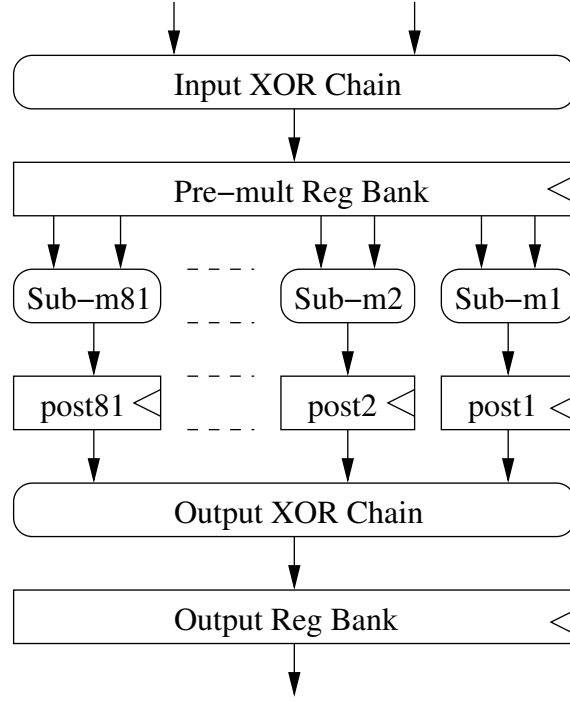 Input XOR Chain
Pre−mult Reg Bank
Sub−m81 Sub−m2 Sub−m1
post81 post2 post1
Output XOR Chain
Output Reg Bank